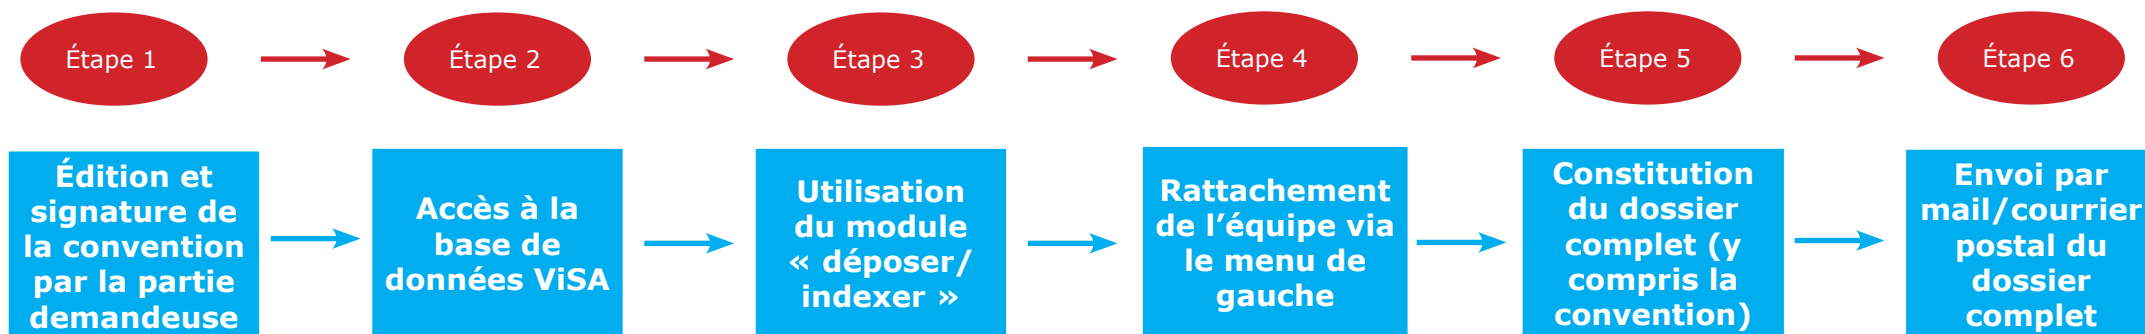 Étape 1
Étape 2
Étape 3
Étape 4
Étape 5
Étape 6
Édition et
signature de
la convention
par la partie
demandeuse
Accès à la
base de
données ViSA
Utilisation
du module
« déposer/
indexer »
Rattachement
de l’équipe via
le menu de
gauche
Constitution
du dossier
complet (y
compris la
convention)
Envoi par
mail/courrier
postal du
dossier
complet